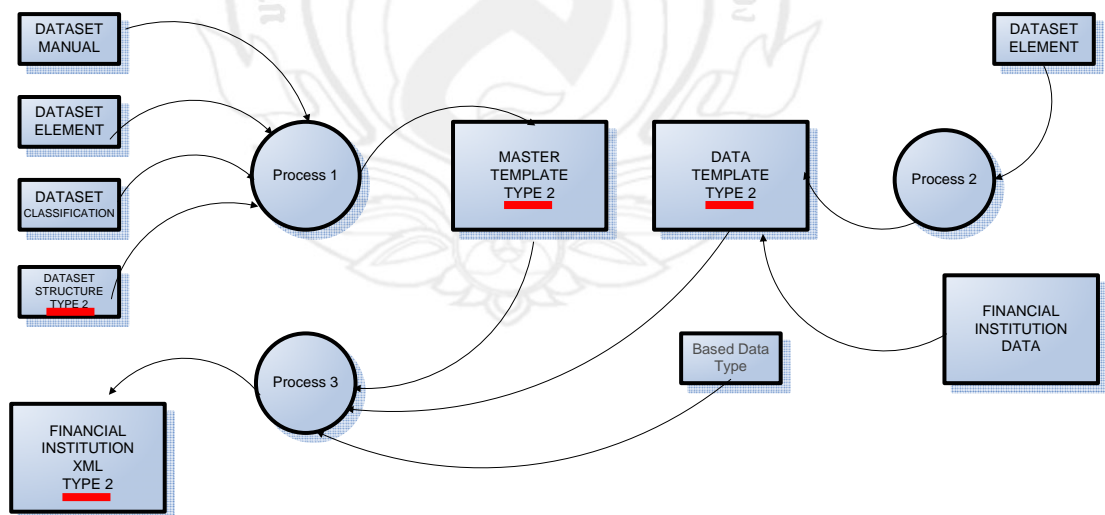 DATASET
MANUAL
DATASET
ELEMENT
DATASET
ELEMENT
DATASET
CLASSIFICATION
DATASET
STRUCTURE
TYPE 2
Process 1
MASTER
TEMPLATE
TYPE 2
DATA
TEMPLATE
TYPE 2
Process 2
FINANCIAL
INSTITUTION
DATA
Based Data
Type
Process 3
FINANCIAL
INSTITUTION
XML
TYPE 2